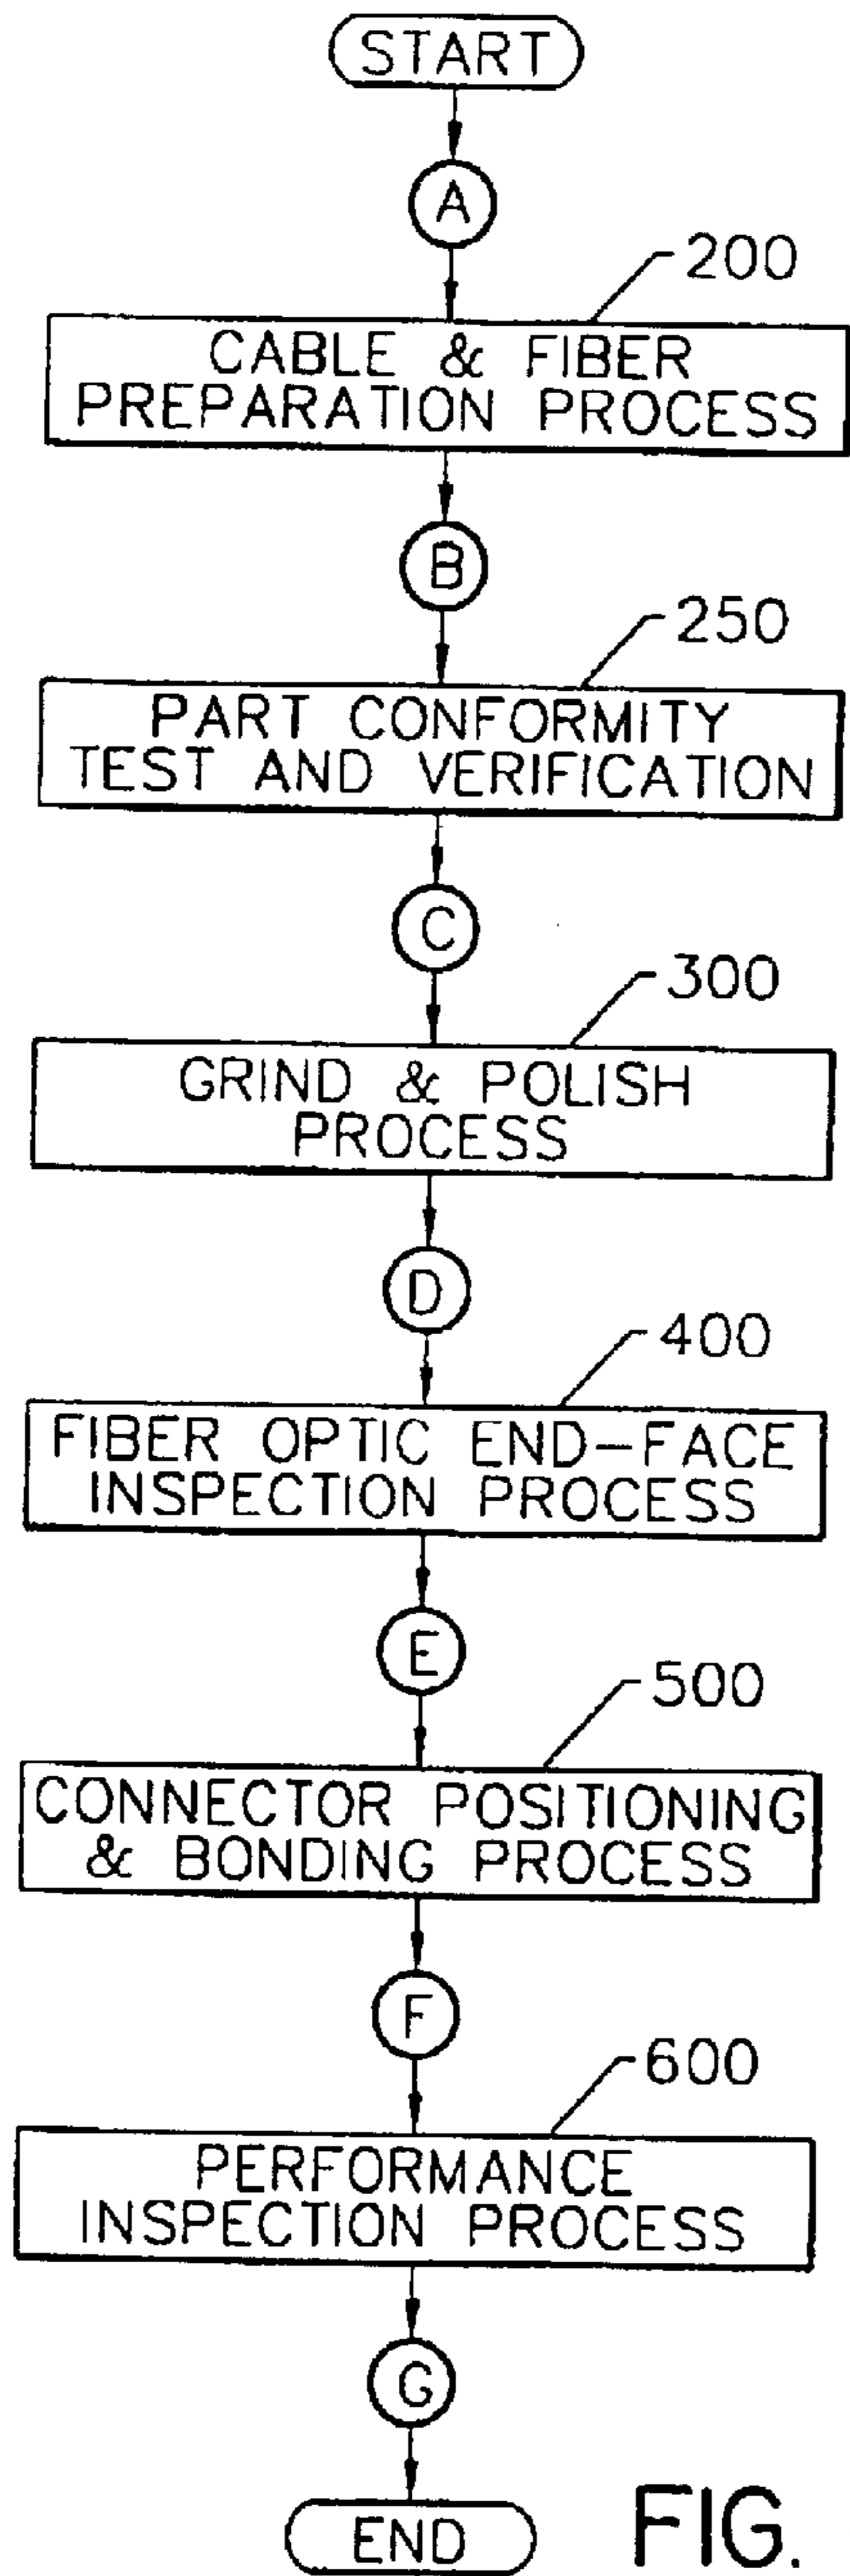 START
A
200
CABLE & FIBER
PREPARATION PROCESS
B
250
PART CONFORMITY
TEST AND VERIFICATION
C
300
GRIND & POLISH
PROCESS
D
400
FIBER OPTIC END-FACE
INSPECTION PROCESS
E
500
CONNECTOR POSITIONING
& BONDING PROCESS
F
600
PERFORMANCE
INSPECTION PROCESS
G
END
FIG.